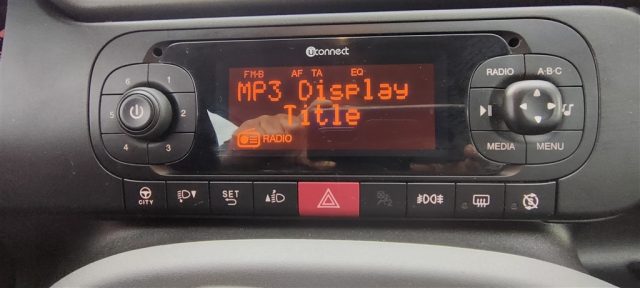 uconnect
FM-B AF TA EQ
MP3 Display
Title
RADIO
6 1
5 2
4 3
RADIO A·B·C
MEDIA MENU
CITY
SET